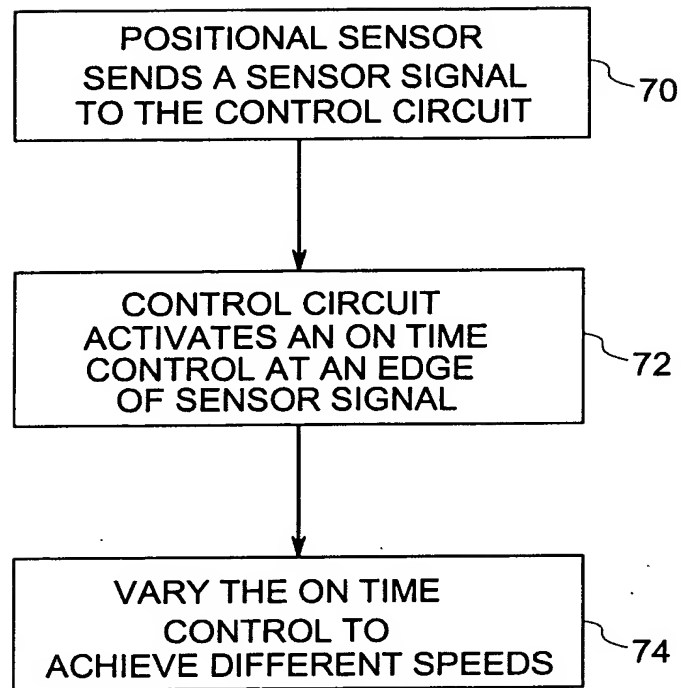 POSITIONAL SENSOR
SENDS A SENSOR SIGNAL
TO THE CONTROL CIRCUIT
70
CONTROL CIRCUIT
ACTIVATES AN ON TIME
CONTROL AT AN EDGE
OF SENSOR SIGNAL
72
VARY THE ON TIME
CONTROL TO
ACHIEVE DIFFERENT SPEEDS
74